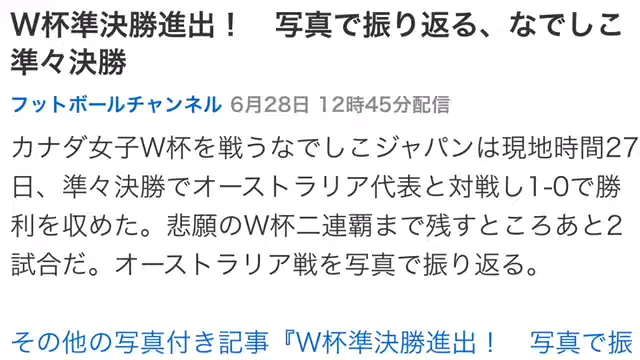 W杯準決勝進出！　写真で振り返る、なでしこ
準々決勝
フットボールチャンネル 6月28日 12時45分配信
カナダ女子W杯を戦うなでしこジャパンは現地時間27
日、準々決勝でオーストラリア代表と対戦し1-0で勝
利を収めた。悲願のW杯二連覇まで残すところあと2
試合だ。オーストラリア戦を写真で振り返る。
その他の写真付き記事『W杯準決勝進出！　写真で振